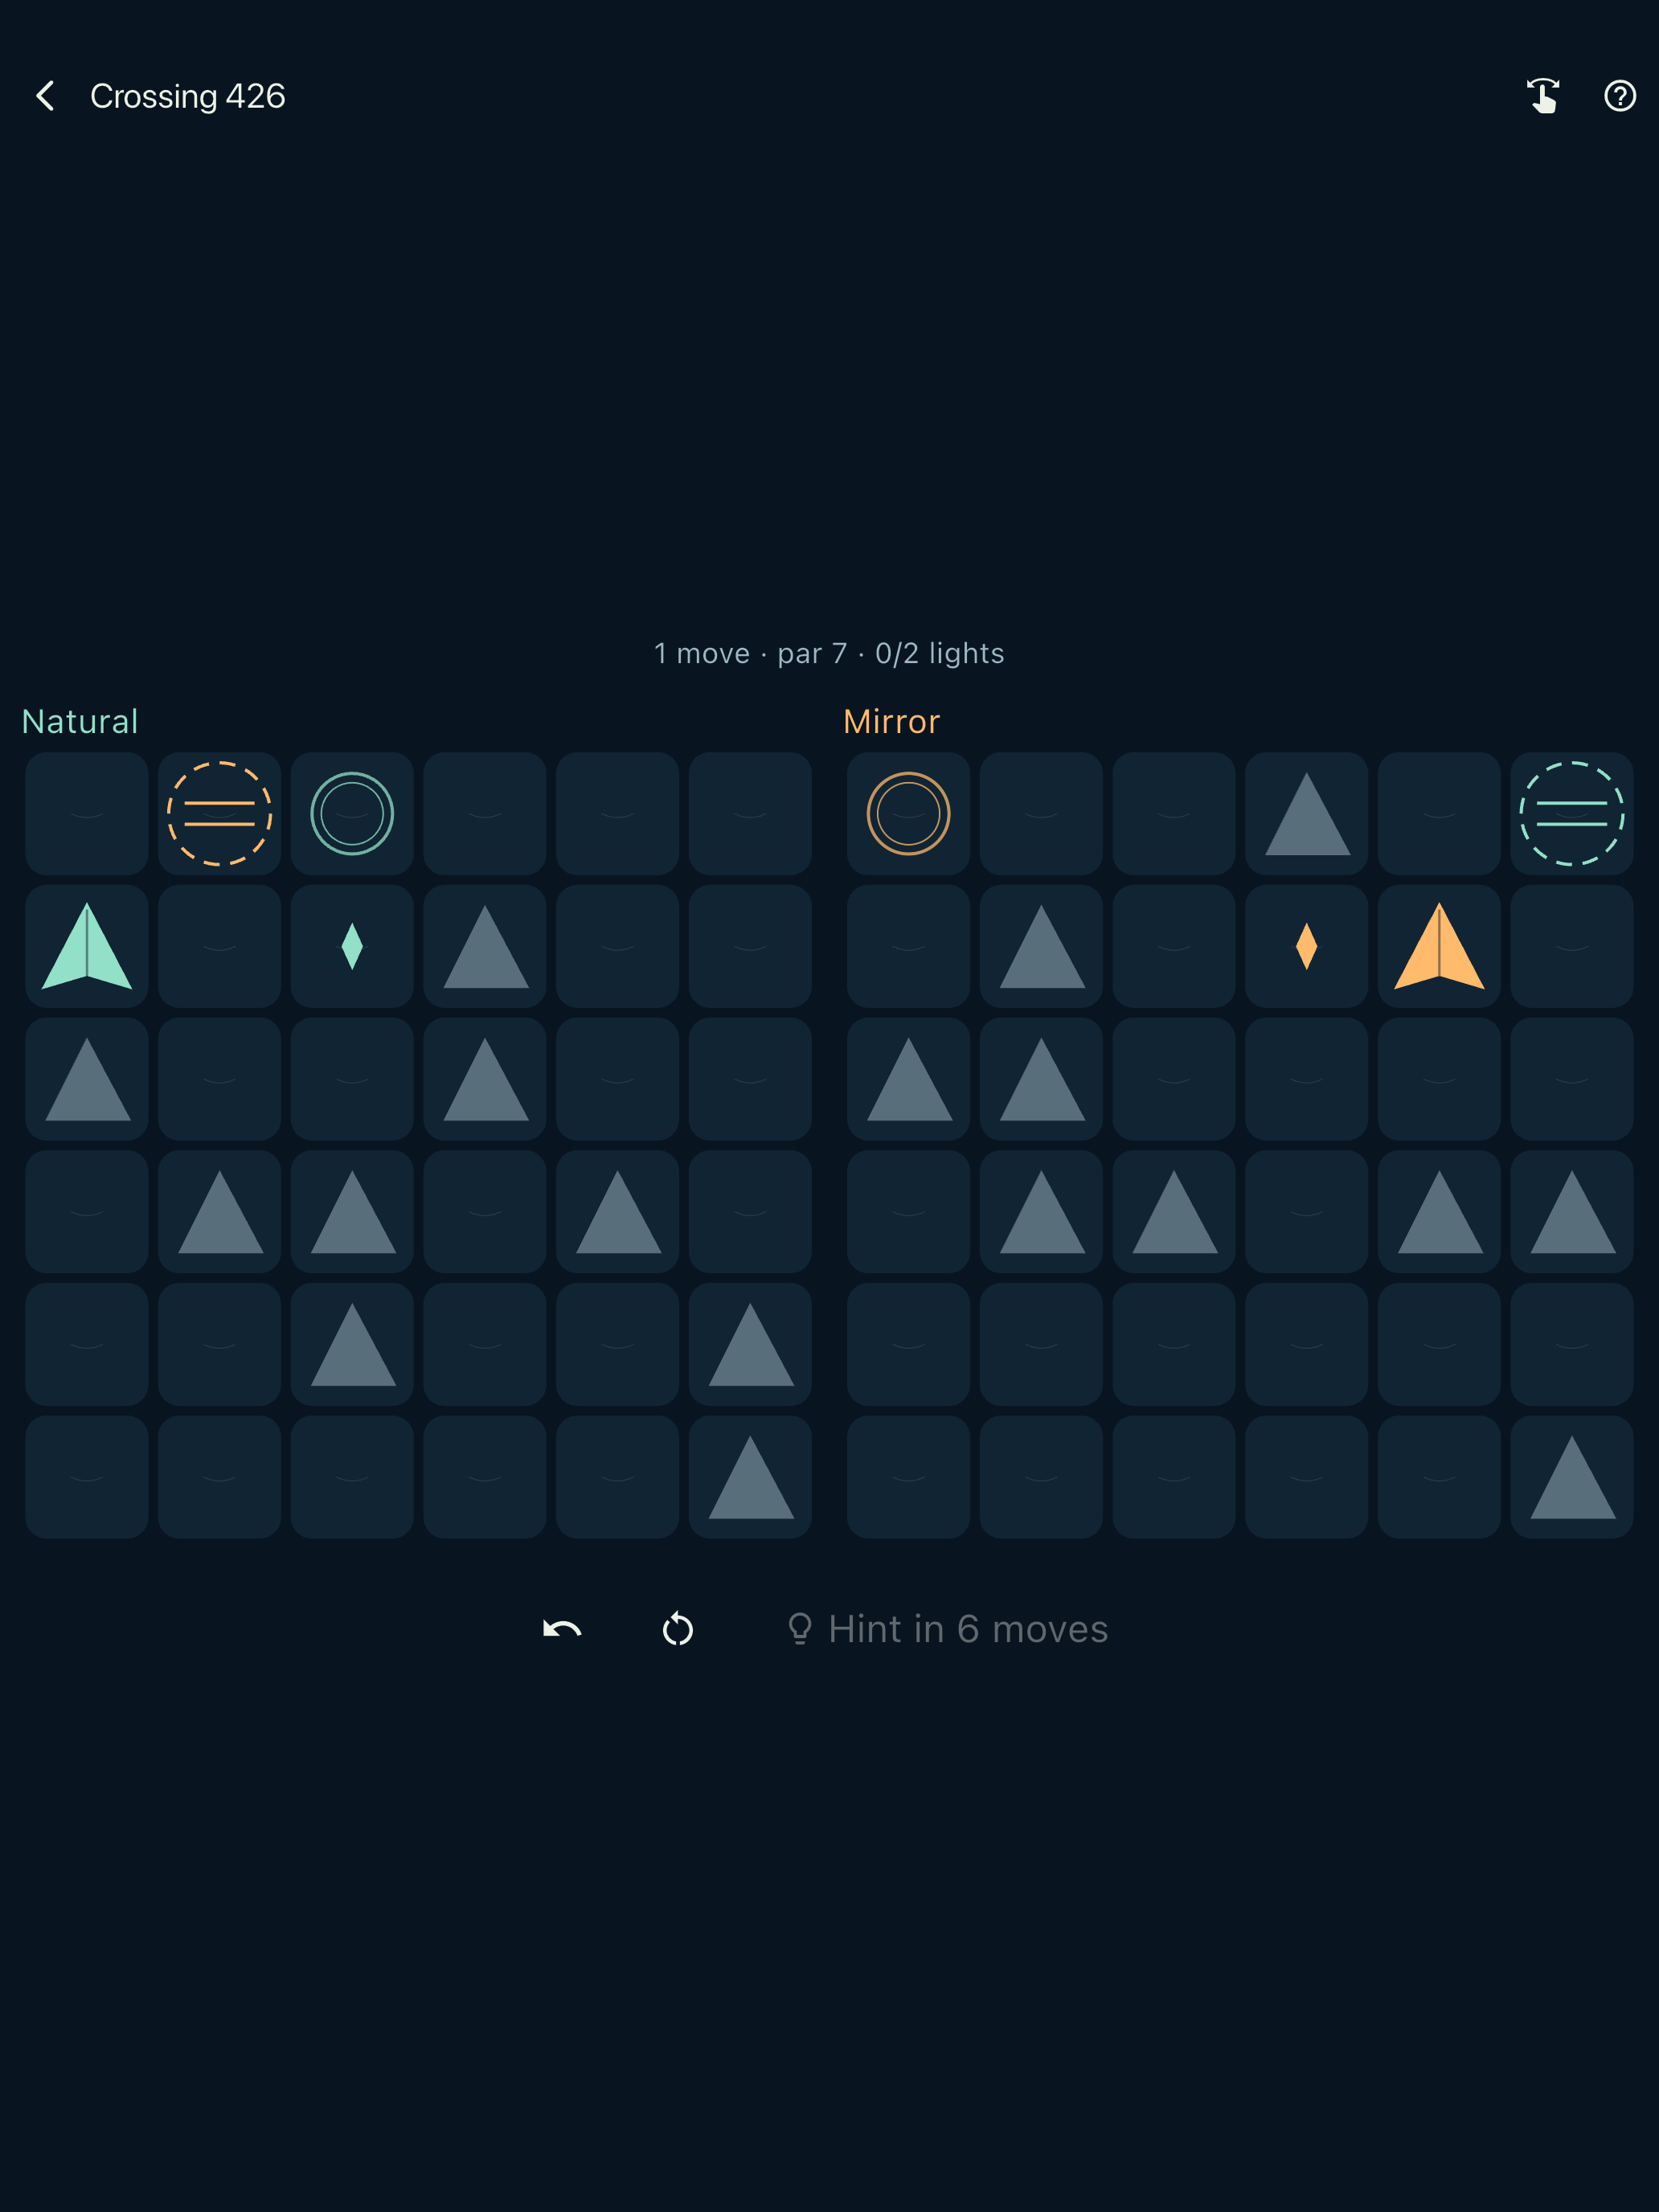 Crossing 426
1 move · par 7 · 0/2 lights
Natural
Mirror
Hint in 6 moves